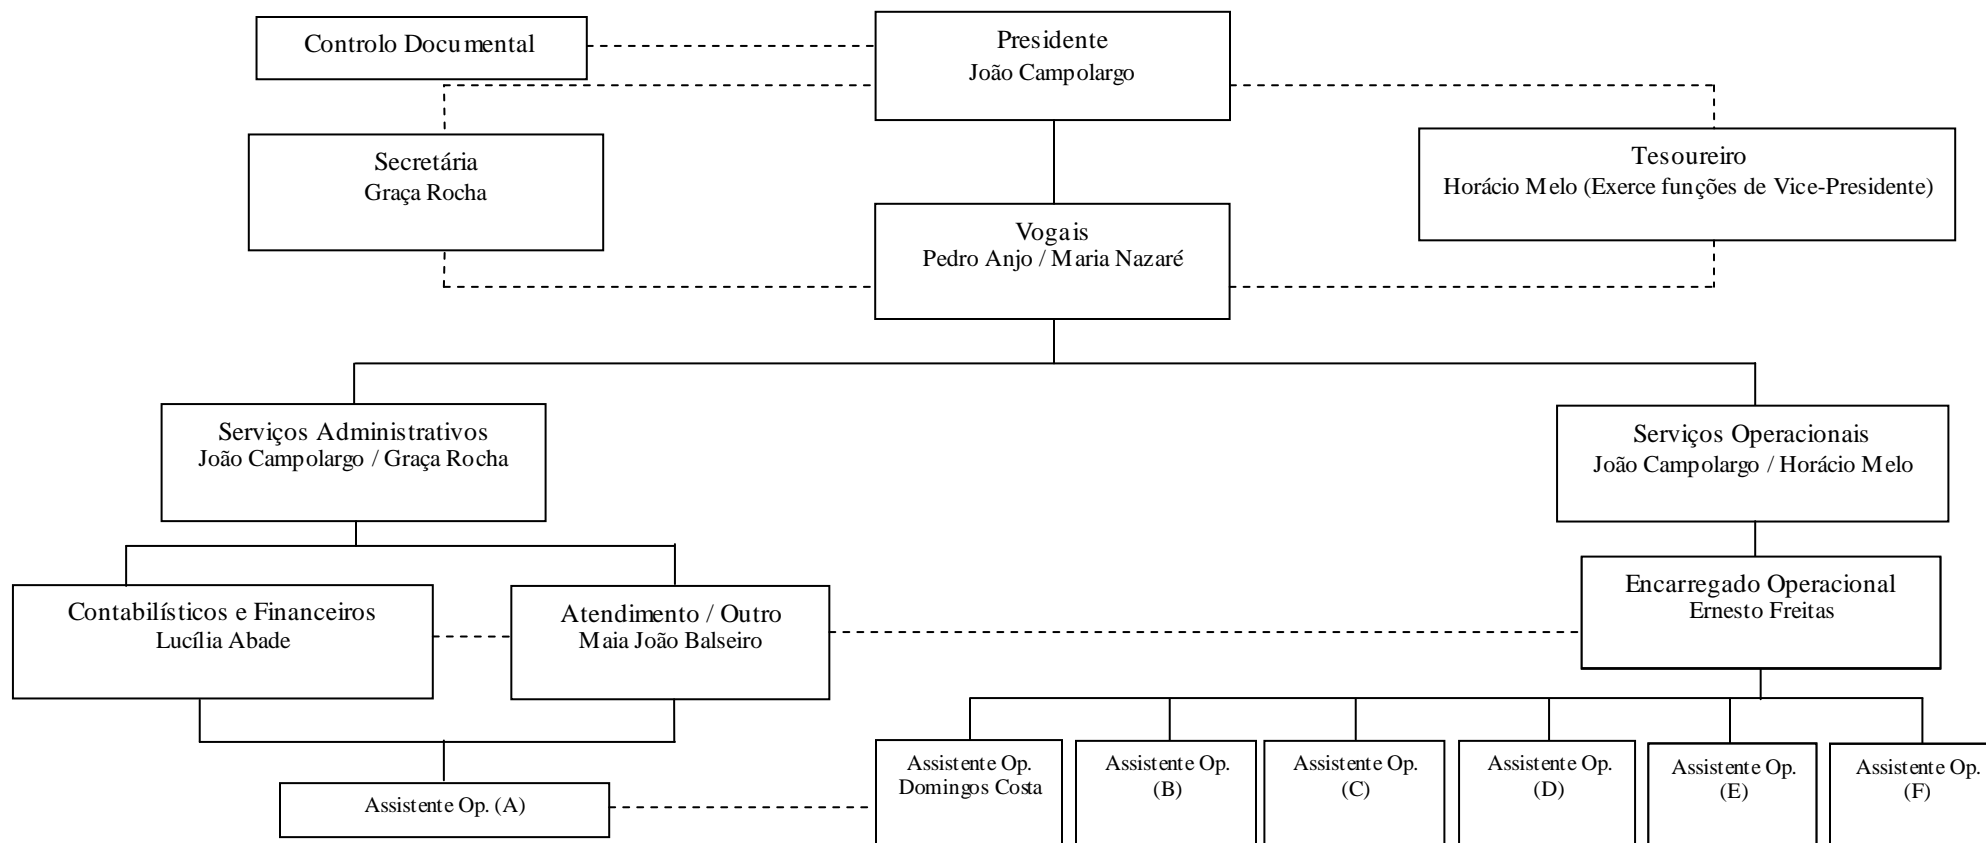 Controlo Documental
Presidente
João Campolargo
Secretária
Graça Rocha
Tesoureiro
Horácio Melo (Exerce funções de Vice-Presidente)
Vogais
Pedro Anjo / Maria Nazaré
Serviços Administrativos
João Campolargo / Graça Rocha
Serviços Operacionais
João Campolargo / Horácio Melo
Contabilísticos e Financeiros
Lucília Abade
Atendimento / Outro
Maia João Balseiro
Encarregado Operacional
Ernesto Freitas
Assistente Op. (A)
Assistente Op.
Domingos Costa
Assistente Op.
(B)
Assistente Op.
(C)
Assistente Op.
(D)
Assistente Op.
(E)
Assistente Op.
(F)